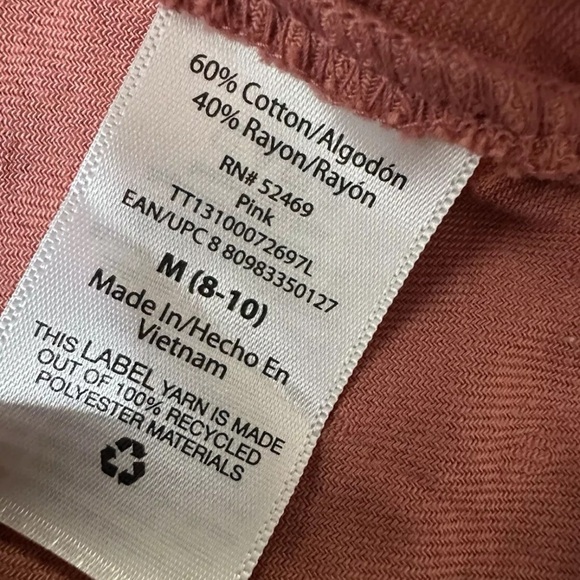 60% Cotton/Algodón
40% Rayon/Rayón
RN# 52469
Pink
TT13100072697L
EAN/UPC 8 80983350127
M (8-10)
Made In/Hecho En
Vietnam
THIS LABEL YARN IS MADE
OUT OF 100% RECYCLED
POLYESTER MATERIALS